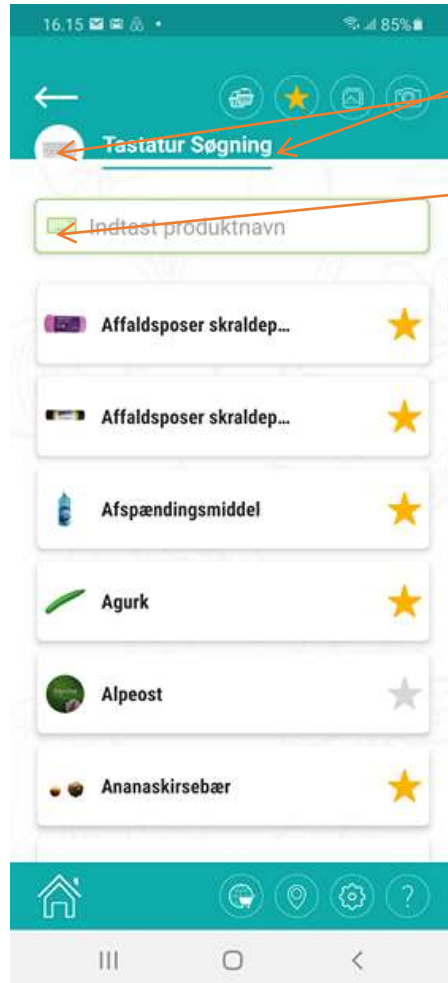 16.15
85%
Tastatur Søgning
Indtast produktnavn
Affaldsposer skraldep...
Affaldsposer skraldep...
Afspændingsmiddel
Agurk
Alpeost
Ananaskirsebær
?